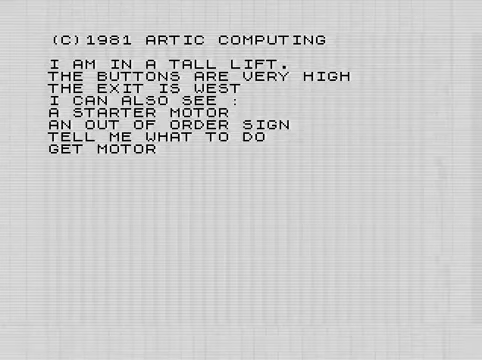 (C)1981 ARTIC COMPUTING
I AM IN A TALL LIFT.
THE BUTTONS ARE VERY HIGH
THE EXIT IS WEST
I CAN ALSO SEE :
A STARTER MOTOR
AN OUT OF ORDER SIGN
TELL ME WHAT TO DO
GET MOTOR